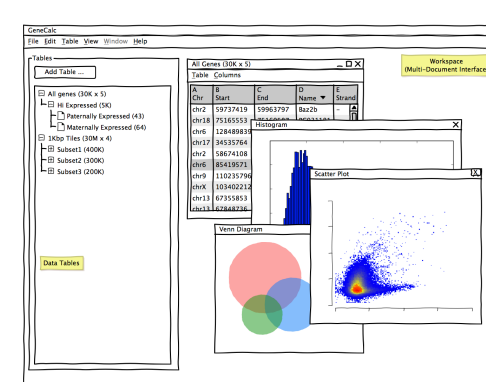 GeneCalc
File Edit Table View Window Help
Tables
Add Table ...
All genes (30K x 5)
Hi Expressed (5K)
Paternally Expressed (43)
Maternally Expressed (64)
1Kbp Tiles (30M x 4)
Subset1 (400K)
Subset2 (300K)
Subset3 (200K)
Data Tables
All Genes (30K x 5)
Table Columns
A B C D E
Chr Start End Name ▼ Strand
chr2 59737419 59963797 Baz2b -
chr18 75165553
chr6 128489839
chr17 34535764
chr2 58674108
chr6 85419571
chr9 110235796
chrX 103402212
chr13 67355853
chr13 67848736
Workspace
(Multi-Document Interface
Histogram X
Scatter Plot X
Venn Diagram